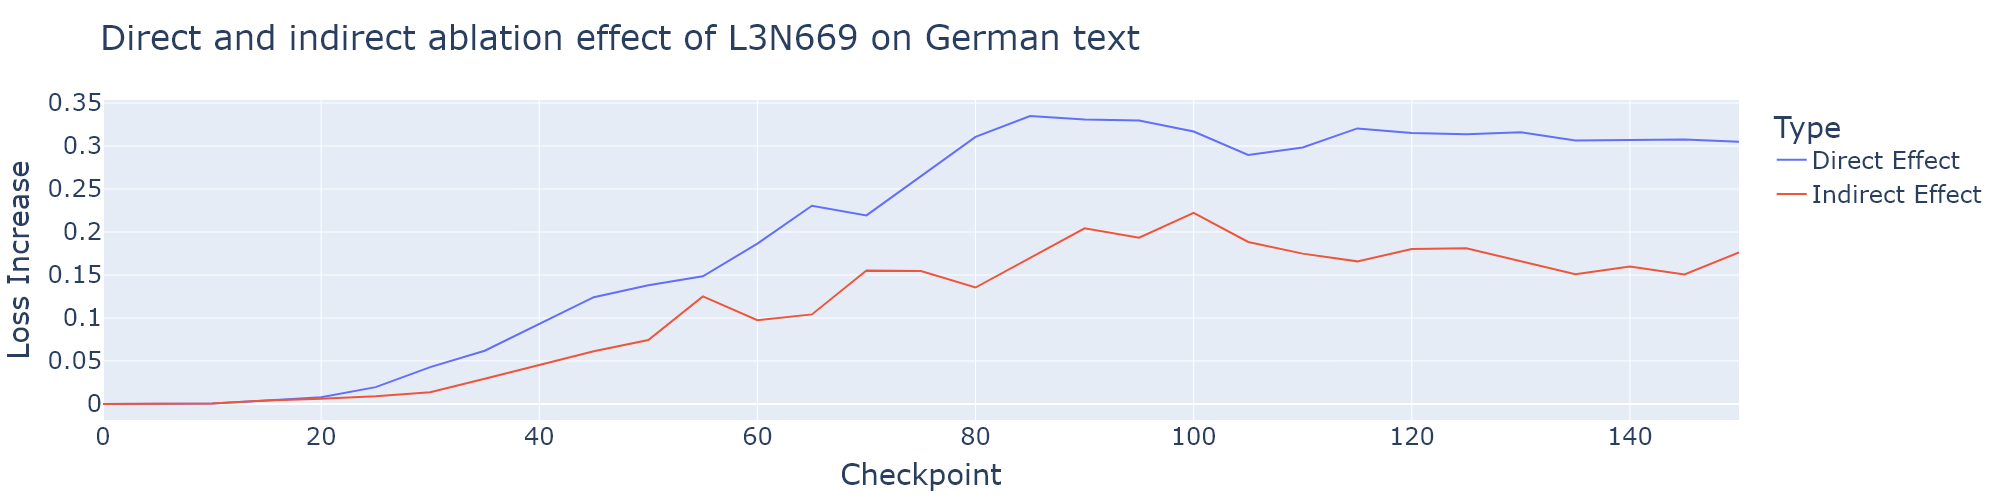 Direct and indirect ablation effect of L3N669 on German text
0.35
0.3
0.25
0.2
0.15
0.1
0.05
0
Loss Increase
0 20 40 60 80 100 120 140
Checkpoint
Type
Direct Effect
Indirect Effect